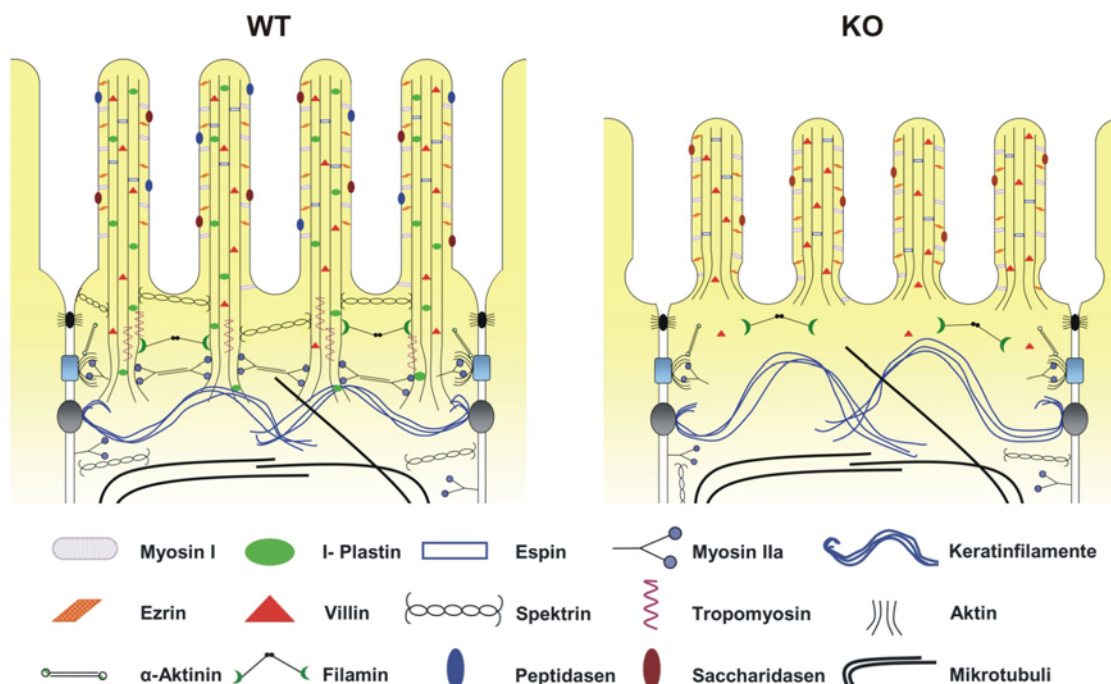 WT
KO
Myosin I
I- Plastin
Espin
Myosin IIa
Keratinfilamente
Ezrin
Villin
Spektrin
Tropomyosin
Aktin
α-Aktinin
Filamin
Peptidasen
Saccharidasen
Mikrotubuli